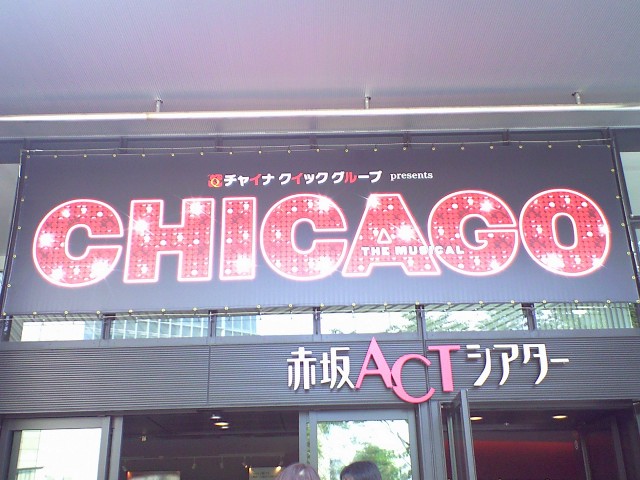 チャイナ クイック グループ presents
CHICAGO
THE MUSICAL
赤坂ACTシアター